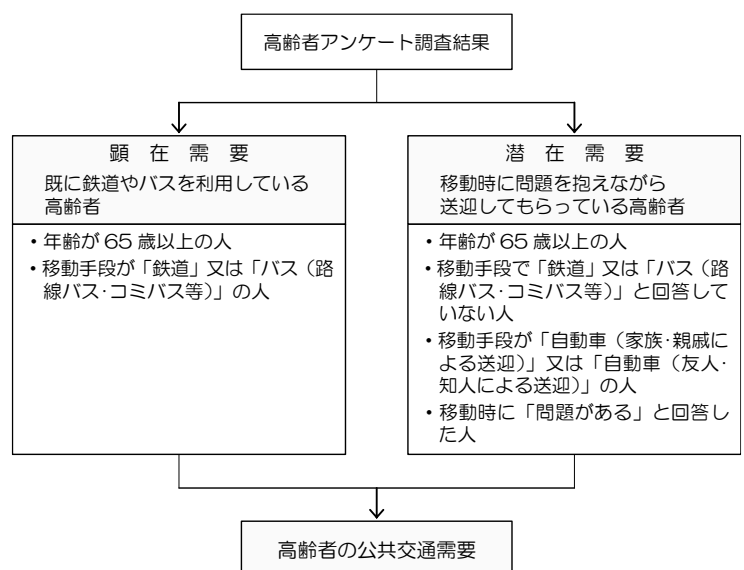 高齢者アンケート調査結果
顕在需要
既に鉄道やバスを利用している
高齢者
・年齢が65歳以上の人
・移動手段が「鉄道」又は「バス（路
線バス・コミバス等）」の人
潜在需要
移動時に問題を抱えながら
送迎してもらっている高齢者
・年齢が65歳以上の人
・移動手段で「鉄道」又は「バス（路
線バス・コミバス等）」と回答して
いない人
・移動手段が「自動車（家族・親戚に
よる送迎）」又は「自動車（友人・
知人による送迎）」の人
・移動時に「問題がある」と回答し
た人
高齢者の公共交通需要